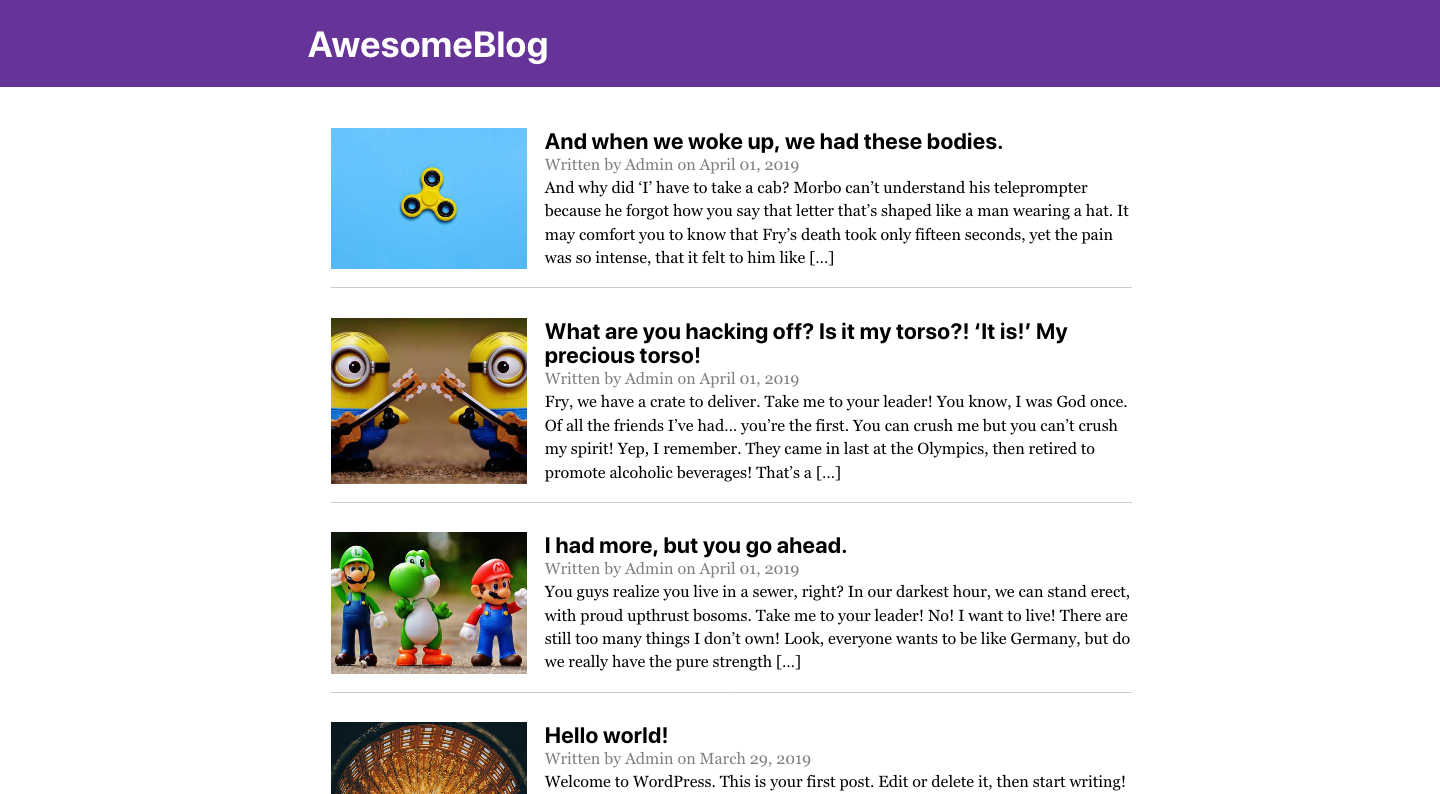 AwesomeBlog
And when we woke up, we had these bodies.
Written by Admin on April 01, 2019
And why did ‘I’ have to take a cab? Morbo can’t understand his teleprompter
because he forgot how you say that letter that’s shaped like a man wearing a hat. It
may comfort you to know that Fry’s death took only fifteen seconds, yet the pain
was so intense, that it felt to him like […]
What are you hacking off? Is it my torso?! ‘It is!’ My
precious torso!
Written by Admin on April 01, 2019
Fry, we have a crate to deliver. Take me to your leader! You know, I was God once.
Of all the friends I’ve had… you’re the first. You can crush me but you can’t crush
my spirit! Yep, I remember. They came in last at the Olympics, then retired to
promote alcoholic beverages! That’s a […]
L
M
I had more, but you go ahead.
Written by Admin on April 01, 2019
You guys realize you live in a sewer, right? In our darkest hour, we can stand erect,
with proud upthrust bosoms. Take me to your leader! No! I want to live! There are
still too many things I don’t own! Look, everyone wants to be like Germany, but do
we really have the pure strength […]
Hello world!
Written by Admin on March 29, 2019
Welcome to WordPress. This is your first post. Edit or delete it, then start writing!